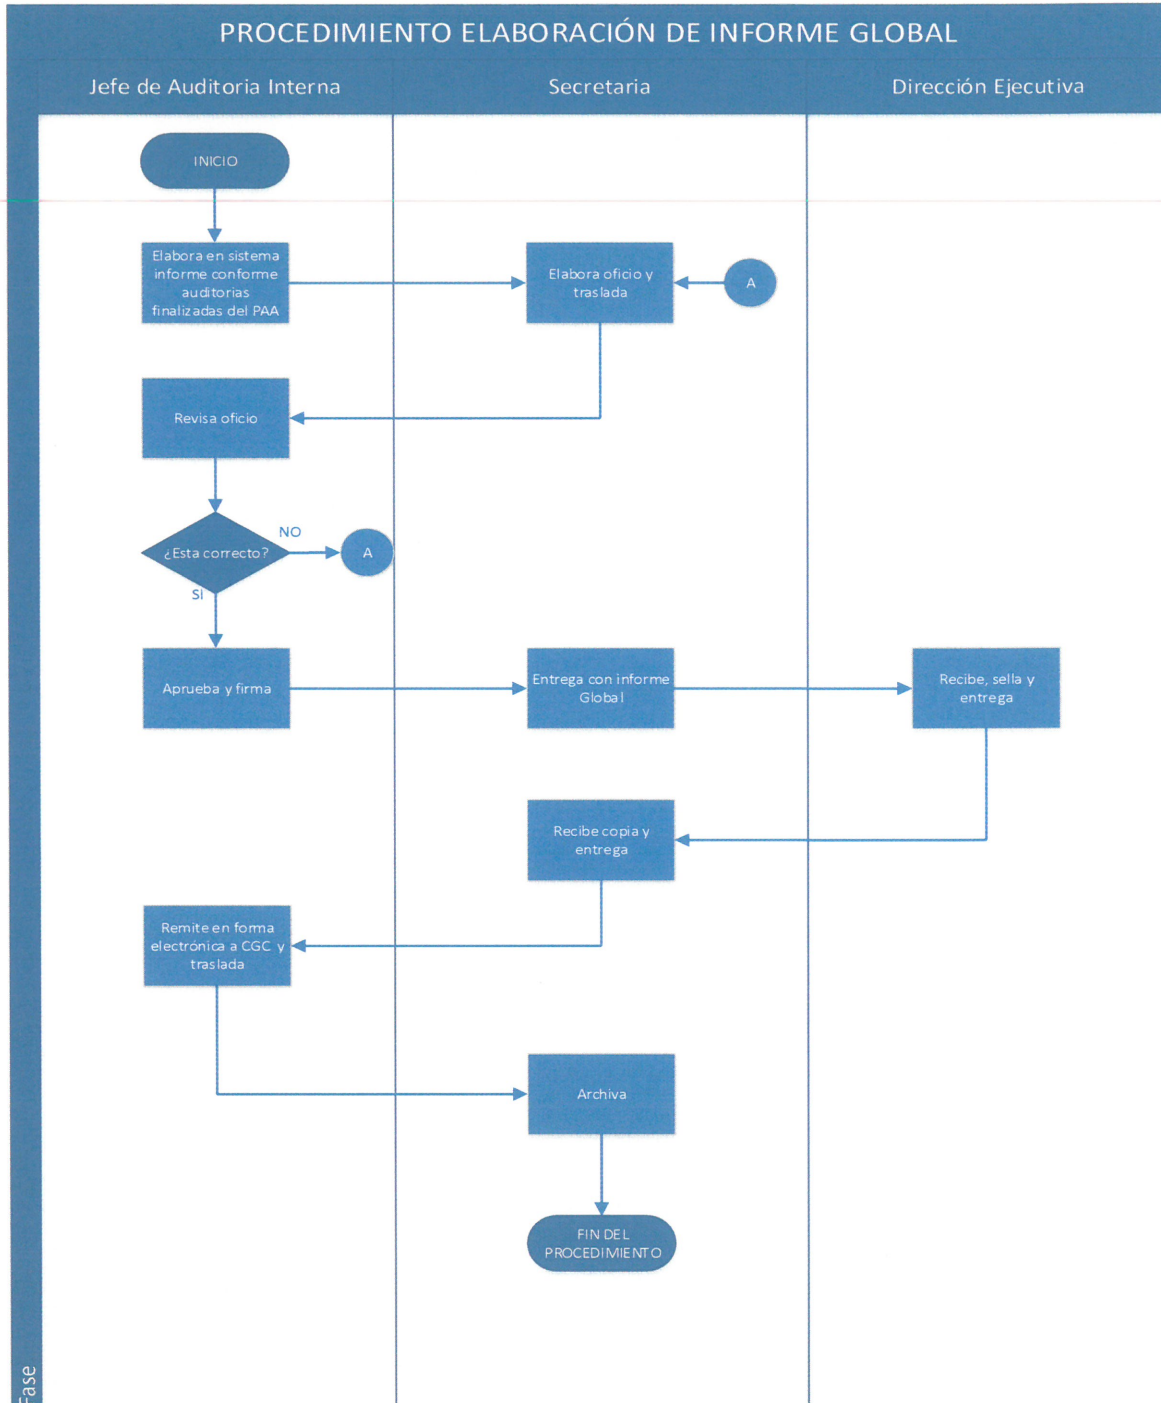 PROCEDIMIENTO ELABORACIÓN DE INFORME GLOBAL
Jefe de Auditoria Interna
Secretaria
Dirección Ejecutiva
INICIO
Elabora en sistema
informe conforme
auditorias
finalizadas del PAA
Elabora oficio y
traslada
A
Revisa oficio
¿Esta correcto?
NO
A
SI
Aprueba y firma
Entrega con informe
Global
Recibe, sella y
entrega
Recibe copia y
entrega
Remite en forma
electrónica a CGC y
traslada
Archiva
FIN DEL
PROCEDIMIENTO
Fase